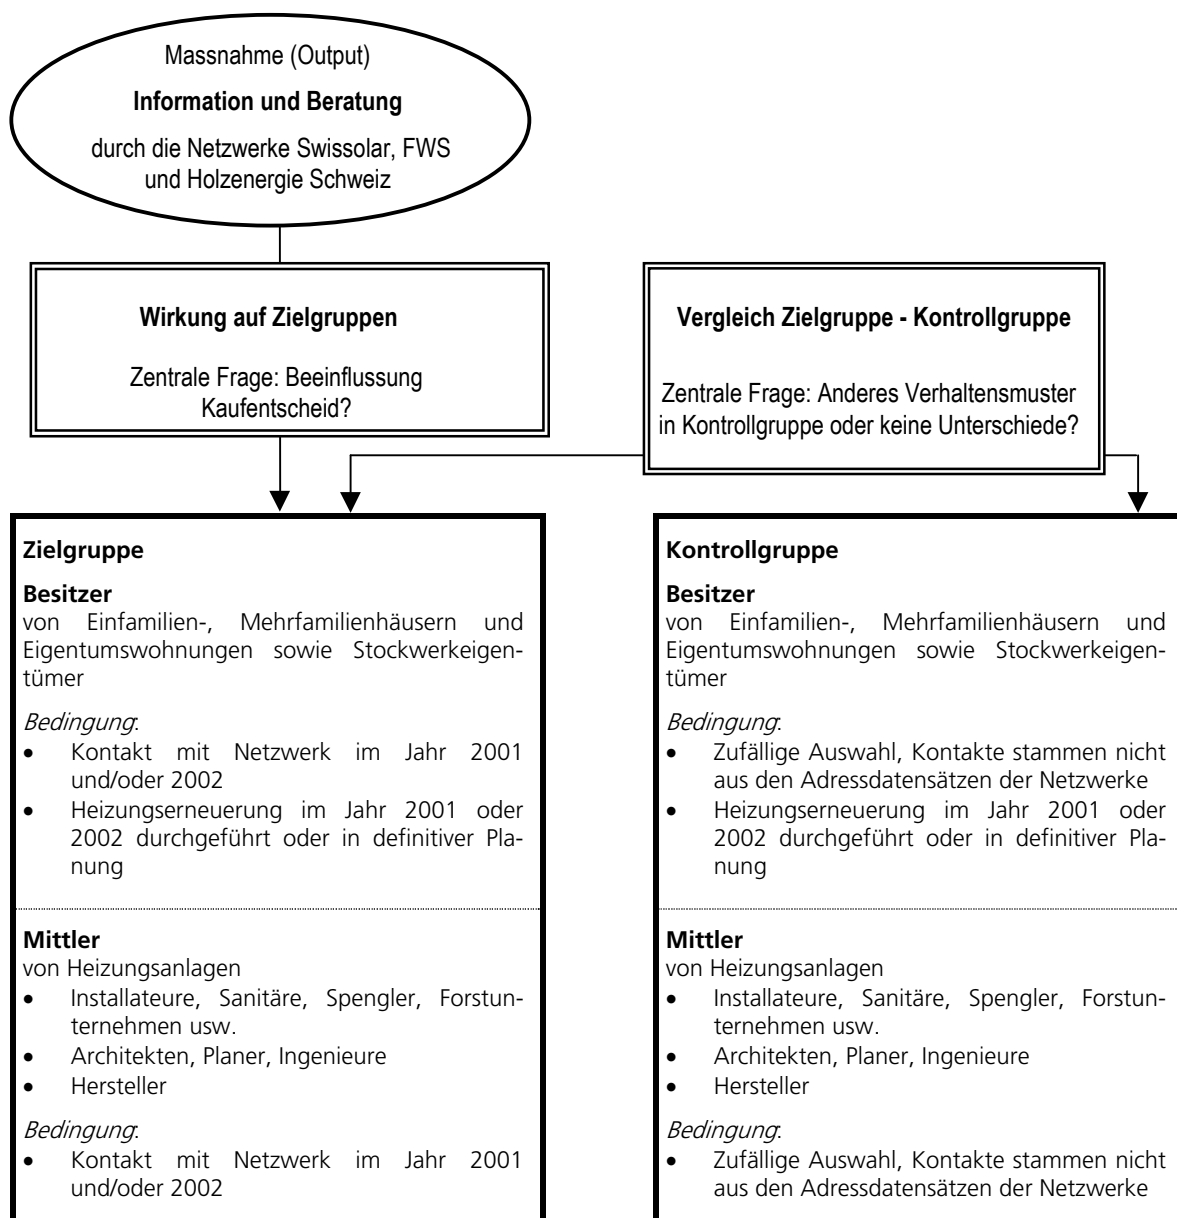 Massnahme (Output)
Information und Beratung
durch die Netzwerke Swissolar, FWS
und Holzenergie Schweiz
Wirkung auf Zielgruppen
Zentrale Frage: Beeinflussung
Kaufentscheid?
Vergleich Zielgruppe - Kontrollgruppe
Zentrale Frage: Anderes Verhaltensmuster
in Kontrollgruppe oder keine Unterschiede?
Zielgruppe
Besitzer
von Einfamilien-, Mehrfamilienhäusern und
Eigentumswohnungen sowie Stockwerkeigen-
tümer
Bedingung:
• Kontakt mit Netzwerk im Jahr 2001
und/oder 2002
• Heizungserneuerung im Jahr 2001 oder
2002 durchgeführt oder in definitiver Pla-
nung
Mittler
von Heizungsanlagen
• Installateure, Sanitäre, Spengler, Forstun-
ternehmen usw.
• Architekten, Planer, Ingenieure
• Hersteller
Bedingung:
• Kontakt mit Netzwerk im Jahr 2001
und/oder 2002
Kontrollgruppe
Besitzer
von Einfamilien-, Mehrfamilienhäusern und
Eigentumswohnungen sowie Stockwerkeigen-
tümer
Bedingung:
• Zufällige Auswahl, Kontakte stammen nicht
aus den Adressdatensätzen der Netzwerke
• Heizungserneuerung im Jahr 2001 oder
2002 durchgeführt oder in definitiver Pla-
nung
Mittler
von Heizungsanlagen
• Installateure, Sanitäre, Spengler, Forstun-
ternehmen usw.
• Architekten, Planer, Ingenieure
• Hersteller
Bedingung:
• Zufällige Auswahl, Kontakte stammen nicht
aus den Adressdatensätzen der Netzwerke